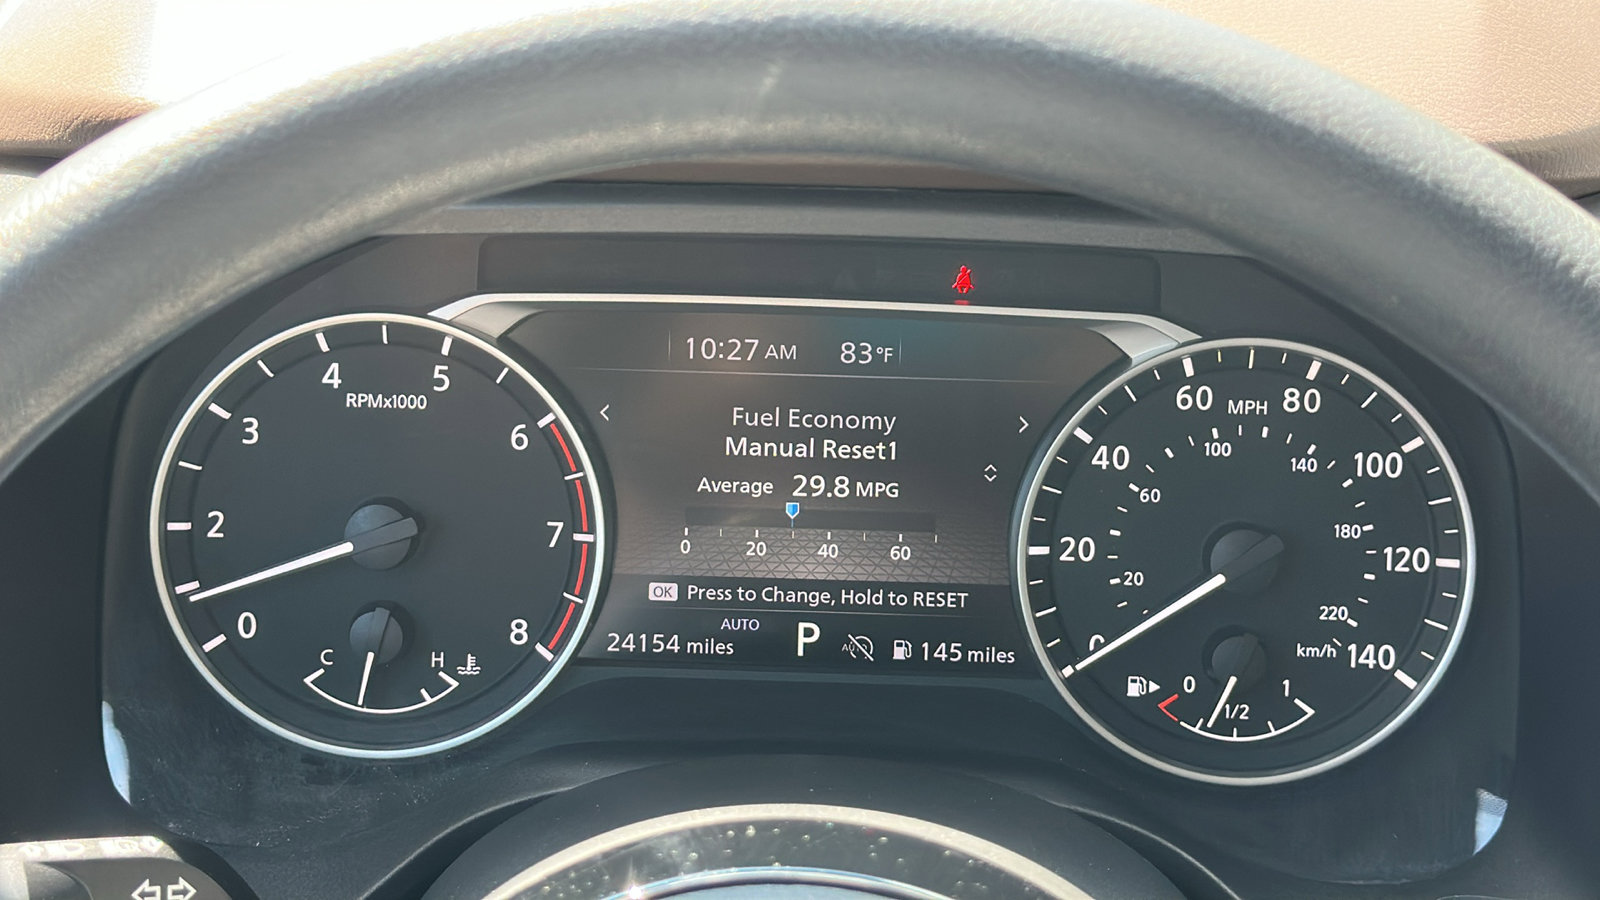 10:27 AM 83°F
Fuel Economy
Manual Reset1
Average 29.8 MPG
0 20 40 60
OK Press to Change, Hold to RESET
24154 miles AUTO P AUTO 145 miles
0 2 3 4 5 6 7 8
RPMx1000
C H
0 20 40 60 80 100 120 140
MPH
20 60 100 140 180 220
km/h
0 1/2 1